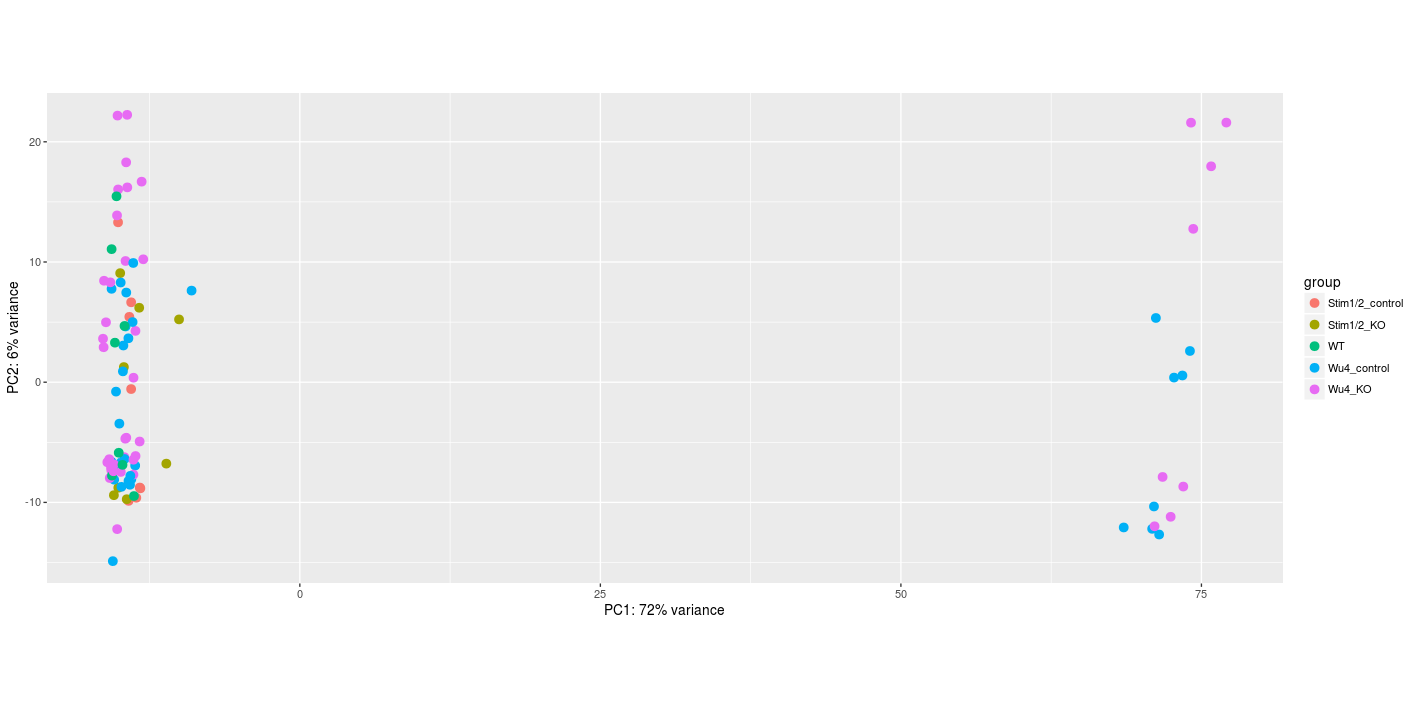 20
10
0
-10
PC2: 6% variance
0
25
50
75
PC1: 72% variance
group
Stim1/2_control
Stim1/2_KO
WT
Wu4_control
Wu4_KO